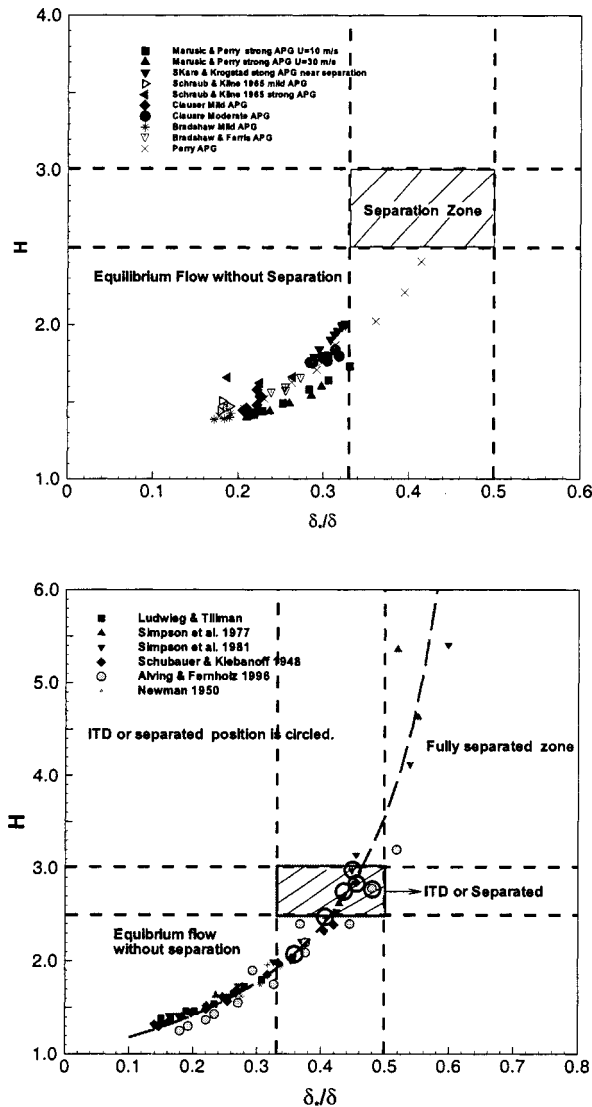 4.0
3.0
2.0
1.0
H
Marusic & Perry strong APG U=10 m/s
Marusic & Perry strong APG U=30 m/s
SKare & Krogstad stong APG near separation
Schraub & Kline 1965 mild APG
Schraub & Kline 1965 strong APG
Clauser Mild APG
Clausre Moderate APG
Bradshaw Mild APG
Bradshaw & Ferris APG
Perry APG
Separation Zone
Equilibrium Flow without Separation
0 0.1 0.2 0.3 0.4 0.5 0.6
δ*/δ
6.0
5.0
4.0
3.0
2.0
1.0
H
Ludwieg & Tillman
Simpson et al. 1977
Simpson et al. 1981
Schubauer & Klebanoff 1948
Alving & Fernholz 1996
Newman 1950
ITD or separated position is circled.
Fully separated zone
ITD or Separated
Equibrium flow
without separation
0 0.1 0.2 0.3 0.4 0.5 0.6 0.7 0.8
δ*/δ